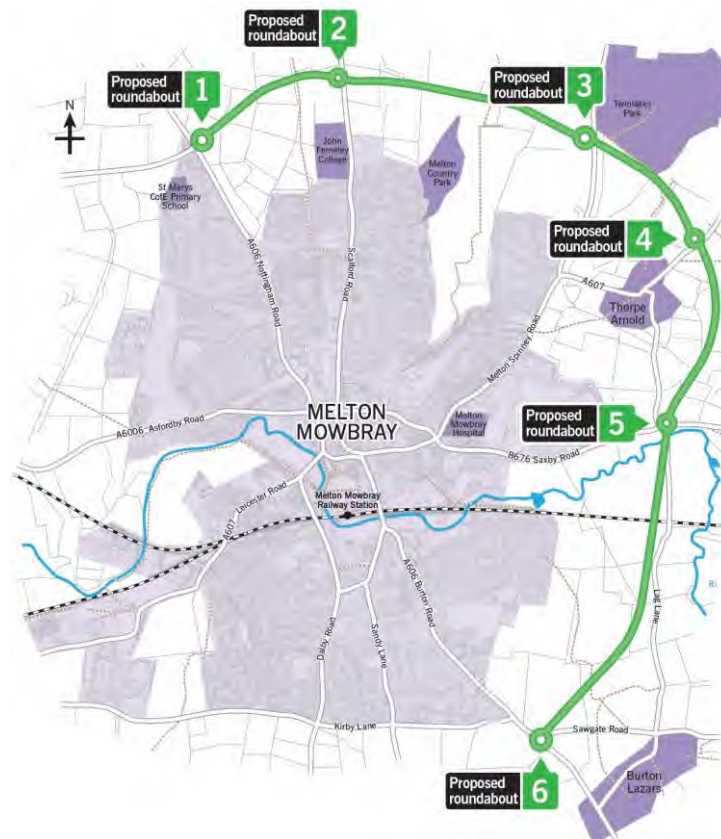 Proposed
roundabout
2
Proposed
roundabout
1
Proposed
roundabout
3
N
Twinlakes
Park
John
Ferneley
College
Melton
Country
Park
St Marys
CofE Primary
School
Proposed
roundabout
4
A606 Nottingham Road
Scalford Road
A607
Thorpe
Arnold
Melton Spinney Road
MELTON
MOWBRAY
A6006 Asfordby Road
Melton
Mowbray
Hospital
Proposed
roundabout
5
B676 Saxby Road
A607 Leicester Road
Melton Mowbray
Railway Station
Ri
A606 Burton Road
Lag Lane
Dalby Road
Sandy Lane
Kirby Lane
Sawgate Road
Proposed
roundabout
6
Burton
Lazars